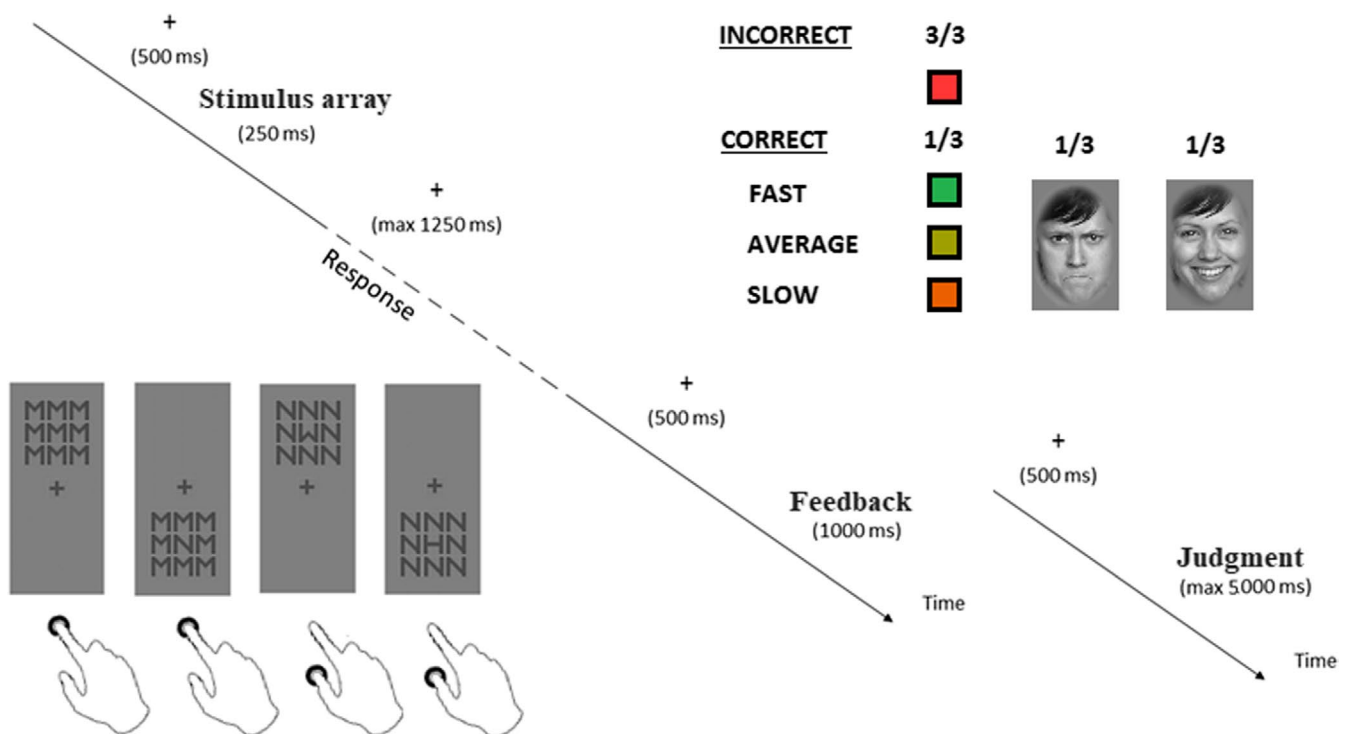 +
(500 ms)
Stimulus array
(250 ms)
+
(max 1250 ms)
Response
+
(500 ms)
Feedback
(1000 ms)
Time
INCORRECT 3/3
CORRECT 1/3 1/3 1/3
FAST
AVERAGE
SLOW
+
(500 ms)
Judgment
(max 5000 ms)
Time
MMM
MMM
MMM
+
+
MMM
MNM
MMM
NNN
NWN
NNN
+
+
NNN
NHN
NNN